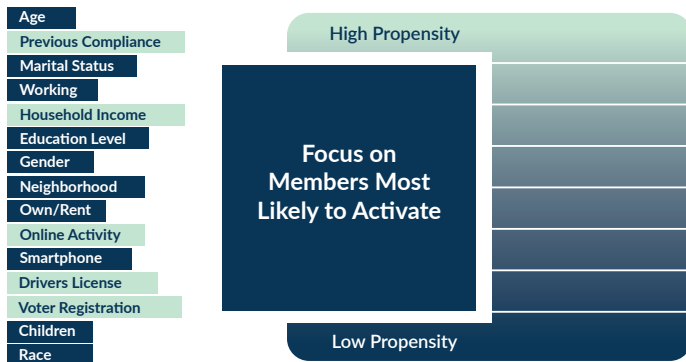 Age
Previous Compliance
Marital Status
Working
Household Income
Education Level
Gender
Neighborhood
Own/Rent
Online Activity
Smartphone
Drivers License
Voter Registration
Children
Race
High Propensity
Focus on
Members Most
Likely to Activate
Low Propensity